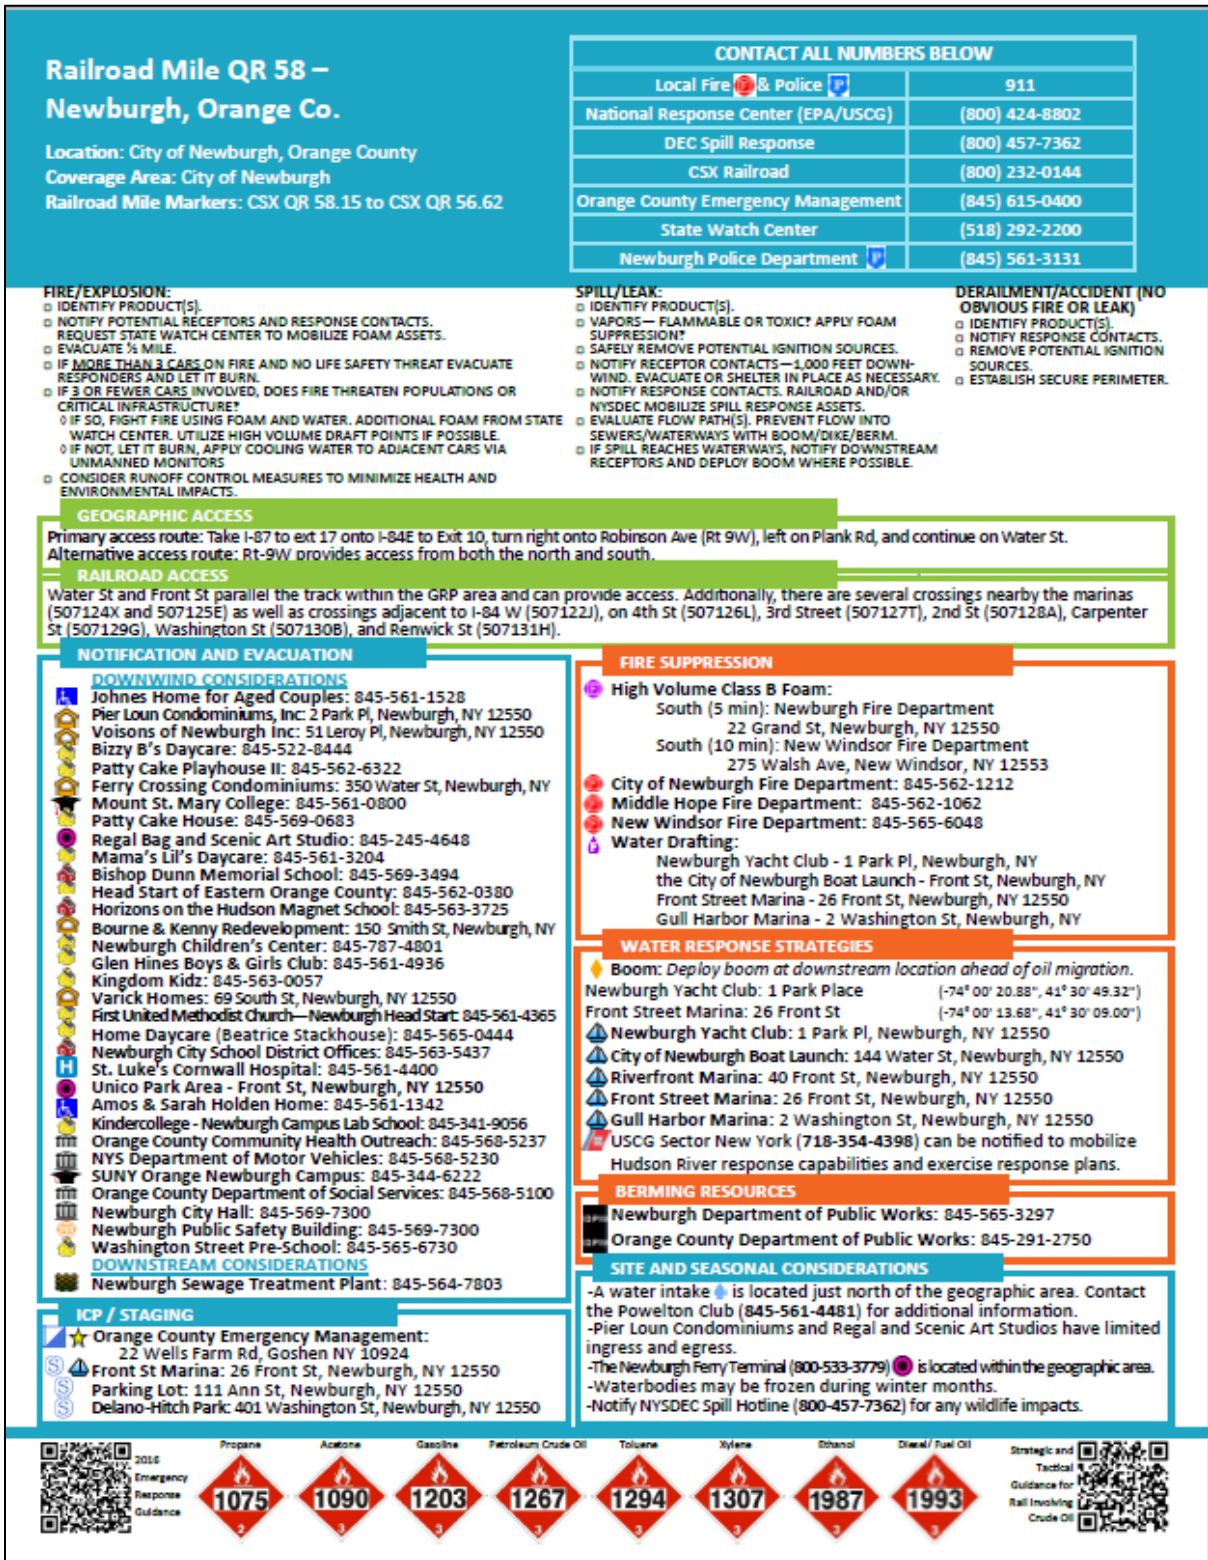 Railroad Mile QR 58 –
Newburgh, Orange Co.
Location: City of Newburgh, Orange County
Coverage Area: City of Newburgh
Railroad Mile Markers: CSX QR 58.15 to CSX QR 56.62
CONTACT ALL NUMBERS BELOW
Local Fire & Police 911
National Response Center (EPA/USCG) (800) 424-8802
DEC Spill Response (800) 457-7362
CSX Railroad (800) 232-0144
Orange County Emergency Management (845) 615-0400
State Watch Center (518) 292-2200
Newburgh Police Department (845) 561-3131
FIRE/EXPLOSION:
□ IDENTIFY PRODUCT(S).
□ NOTIFY POTENTIAL RECEPTORS AND RESPONSE CONTACTS.
REQUEST STATE WATCH CENTER TO MOBILIZE FOAM ASSETS.
□ EVACUATE ½ MILE.
□ IF MORE THAN 3 CARS ON FIRE AND NO LIFE SAFETY THREAT EVACUATE
RESPONDERS AND LET IT BURN.
□ IF 3 OR FEWER CARS INVOLVED, DOES FIRE THREATEN POPULATIONS OR
CRITICAL INFRASTRUCTURE?
◊ IF SO, FIGHT FIRE USING FOAM AND WATER. ADDITIONAL FOAM FROM STATE
WATCH CENTER. UTILIZE HIGH VOLUME DRAFT POINTS IF POSSIBLE.
◊ IF NOT, LET IT BURN, APPLY COOLING WATER TO ADJACENT CARS VIA
UNMANNED MONITORS
□ CONSIDER RUNOFF CONTROL MEASURES TO MINIMIZE HEALTH AND
ENVIRONMENTAL IMPACTS.
SPILL/LEAK:
□ IDENTIFY PRODUCT(S).
□ VAPORS— FLAMMABLE OR TOXIC? APPLY FOAM
SUPPRESSION?
□ SAFELY REMOVE POTENTIAL IGNITION SOURCES.
□ NOTIFY RECEPTOR CONTACTS—1,000 FEET DOWN-
WIND. EVACUATE OR SHELTER IN PLACE AS NECESSARY.
□ NOTIFY RESPONSE CONTACTS. RAILROAD AND/OR
NYSDEC MOBILIZE SPILL RESPONSE ASSETS.
□ EVALUATE FLOW PATH(S). PREVENT FLOW INTO
SEWERS/WATERWAYS WITH BOOM/DIKE/BERM.
□ IF SPILL REACHES WATERWAYS, NOTIFY DOWNSTREAM
RECEPTORS AND DEPLOY BOOM WHERE POSSIBLE.
DERAILMENT/ACCIDENT (NO
OBVIOUS FIRE OR LEAK)
□ IDENTIFY PRODUCT(S).
□ NOTIFY RESPONSE CONTACTS.
□ REMOVE POTENTIAL IGNITION
SOURCES.
□ ESTABLISH SECURE PERIMETER.
GEOGRAPHIC ACCESS
Primary access route: Take I-87 to ext 17 onto I-84E to Exit 10, turn right onto Robinson Ave (Rt 9W), left on Plank Rd, and continue on Water St.
Alternative access route: Rt-9W provides access from both the north and south.
RAILROAD ACCESS
Water St and Front St parallel the track within the GRP area and can provide access. Additionally, there are several crossings nearby the marinas
(507124X and 507125E) as well as crossings adjacent to I-84 W (507122J), on 4th St (507126L), 3rd Street (507127T), 2nd St (507128A), Carpenter
St (507129G), Washington St (507130B), and Renwick St (507131H).
NOTIFICATION AND EVACUATION
DOWNWIND CONSIDERATIONS
Johnes Home for Aged Couples: 845-561-1528
Pier Loun Condominiums, Inc: 2 Park Pl, Newburgh, NY 12550
Voisons of Newburgh Inc: 51 Leroy Pl, Newburgh, NY 12550
Bizzy B's Daycare: 845-522-8444
Patty Cake Playhouse II: 845-562-6322
Ferry Crossing Condominiums: 350 Water St, Newburgh, NY
Mount St. Mary College: 845-561-0800
Patty Cake House: 845-569-0683
Regal Bag and Scenic Art Studio: 845-245-4648
Mama's Lil's Daycare: 845-561-3204
Bishop Dunn Memorial School: 845-569-3494
Head Start of Eastern Orange County: 845-562-0380
Horizons on the Hudson Magnet School: 845-563-3725
Bourne & Kenny Redevelopment: 150 Smith St, Newburgh, NY
Newburgh Children's Center: 845-787-4801
Glen Hines Boys & Girls Club: 845-561-4936
Kingdom Kidz: 845-563-0057
Varick Homes: 69 South St, Newburgh, NY 12550
First United Methodist Church—Newburgh Head Start: 845-561-4365
Home Daycare (Beatrice Stackhouse): 845-565-0444
Newburgh City School District Offices: 845-563-5437
H St. Luke's Cornwall Hospital: 845-561-4400
Unico Park Area - Front St, Newburgh, NY 12550
Amos & Sarah Holden Home: 845-561-1342
Kindercollege - Newburgh Campus Lab School: 845-341-9056
Orange County Community Health Outreach: 845-568-5237
NYS Department of Motor Vehicles: 845-568-5230
SUNY Orange Newburgh Campus: 845-344-6222
Orange County Department of Social Services: 845-568-5100
Newburgh City Hall: 845-569-7300
Newburgh Public Safety Building: 845-569-7300
Washington Street Pre-School: 845-565-6730
DOWNSTREAM CONSIDERATIONS
Newburgh Sewage Treatment Plant: 845-564-7803
ICP / STAGING
Orange County Emergency Management:
22 Wells Farm Rd, Goshen NY 10924
S Front St Marina: 26 Front St, Newburgh, NY 12550
S Parking Lot: 111 Ann St, Newburgh, NY 12550
S Delano-Hitch Park: 401 Washington St, Newburgh, NY 12550
FIRE SUPPRESSION
High Volume Class B Foam:
South (5 min): Newburgh Fire Department
22 Grand St, Newburgh, NY 12550
South (10 min): New Windsor Fire Department
275 Walsh Ave, New Windsor, NY 12553
City of Newburgh Fire Department: 845-562-1212
Middle Hope Fire Department: 845-562-1062
New Windsor Fire Department: 845-565-6048
Water Drafting:
Newburgh Yacht Club - 1 Park Pl, Newburgh, NY
the City of Newburgh Boat Launch - Front St, Newburgh, NY
Front Street Marina - 26 Front St, Newburgh, NY 12550
Gull Harbor Marina - 2 Washington St, Newburgh, NY
WATER RESPONSE STRATEGIES
Boom: Deploy boom at downstream location ahead of oil migration.
Newburgh Yacht Club: 1 Park Place (-74° 00' 20.88", 41° 30' 49.32")
Front Street Marina: 26 Front St (-74° 00' 13.68", 41° 30' 09.00")
Newburgh Yacht Club: 1 Park Pl, Newburgh, NY 12550
City of Newburgh Boat Launch: 144 Water St, Newburgh, NY 12550
Riverfront Marina: 40 Front St, Newburgh, NY 12550
Front Street Marina: 26 Front St, Newburgh, NY 12550
Gull Harbor Marina: 2 Washington St, Newburgh, NY 12550
USCG Sector New York (718-354-4398) can be notified to mobilize
Hudson River response capabilities and exercise response plans.
BERMING RESOURCES
Newburgh Department of Public Works: 845-565-3297
Orange County Department of Public Works: 845-291-2750
SITE AND SEASONAL CONSIDERATIONS
-A water intake is located just north of the geographic area. Contact
the Powelton Club (845-561-4481) for additional information.
-Pier Loun Condominiums and Regal and Scenic Art Studios have limited
ingress and egress.
-The Newburgh Ferry Terminal (800-533-3779) is located within the geographic area.
-Waterbodies may be frozen during winter months.
-Notify NYSDEC Spill Hotline (800-457-7362) for any wildlife impacts.
2016
Emergency
Response
Guidance
Propane Acetone Gasoline Petroleum Crude Oil Toluene Xylene Ethanol Diesel/ Fuel Oil
1075 1090 1203 1267 1294 1307 1987 1993
2 3 3 3 3 3 3 3
Strategic and
Tactical
Guidance for
Rail Involving
Crude Oil